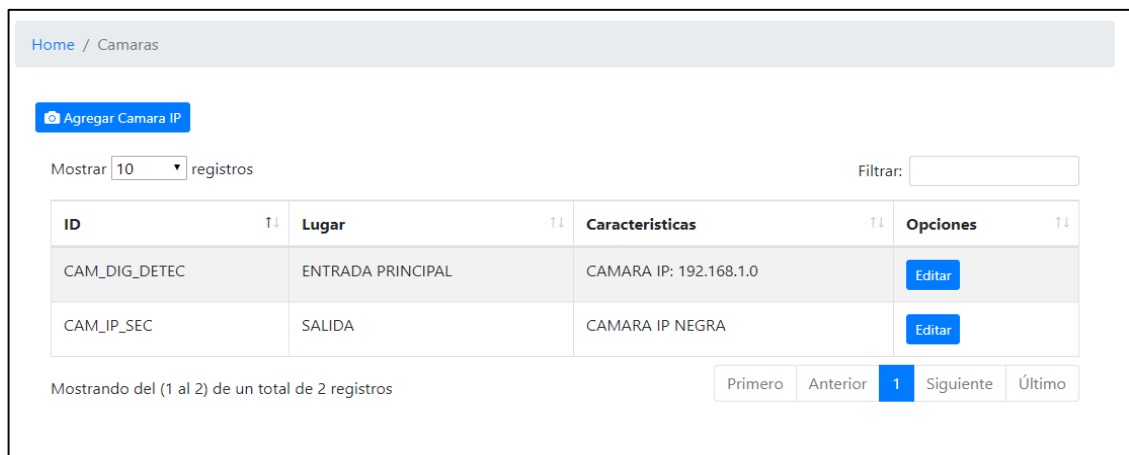 Home / Camaras
Agregar Camara IP
Mostrar 10 registros Filtrar:
ID Lugar Caracteristicas Opciones
CAM_DIG_DETEC ENTRADA PRINCIPAL CAMARA IP: 192.168.1.0 Editar
CAM_IP_SEC SALIDA CAMARA IP NEGRA Editar
Mostrando del (1 al 2) de un total de 2 registros Primero Anterior 1 Siguiente Último